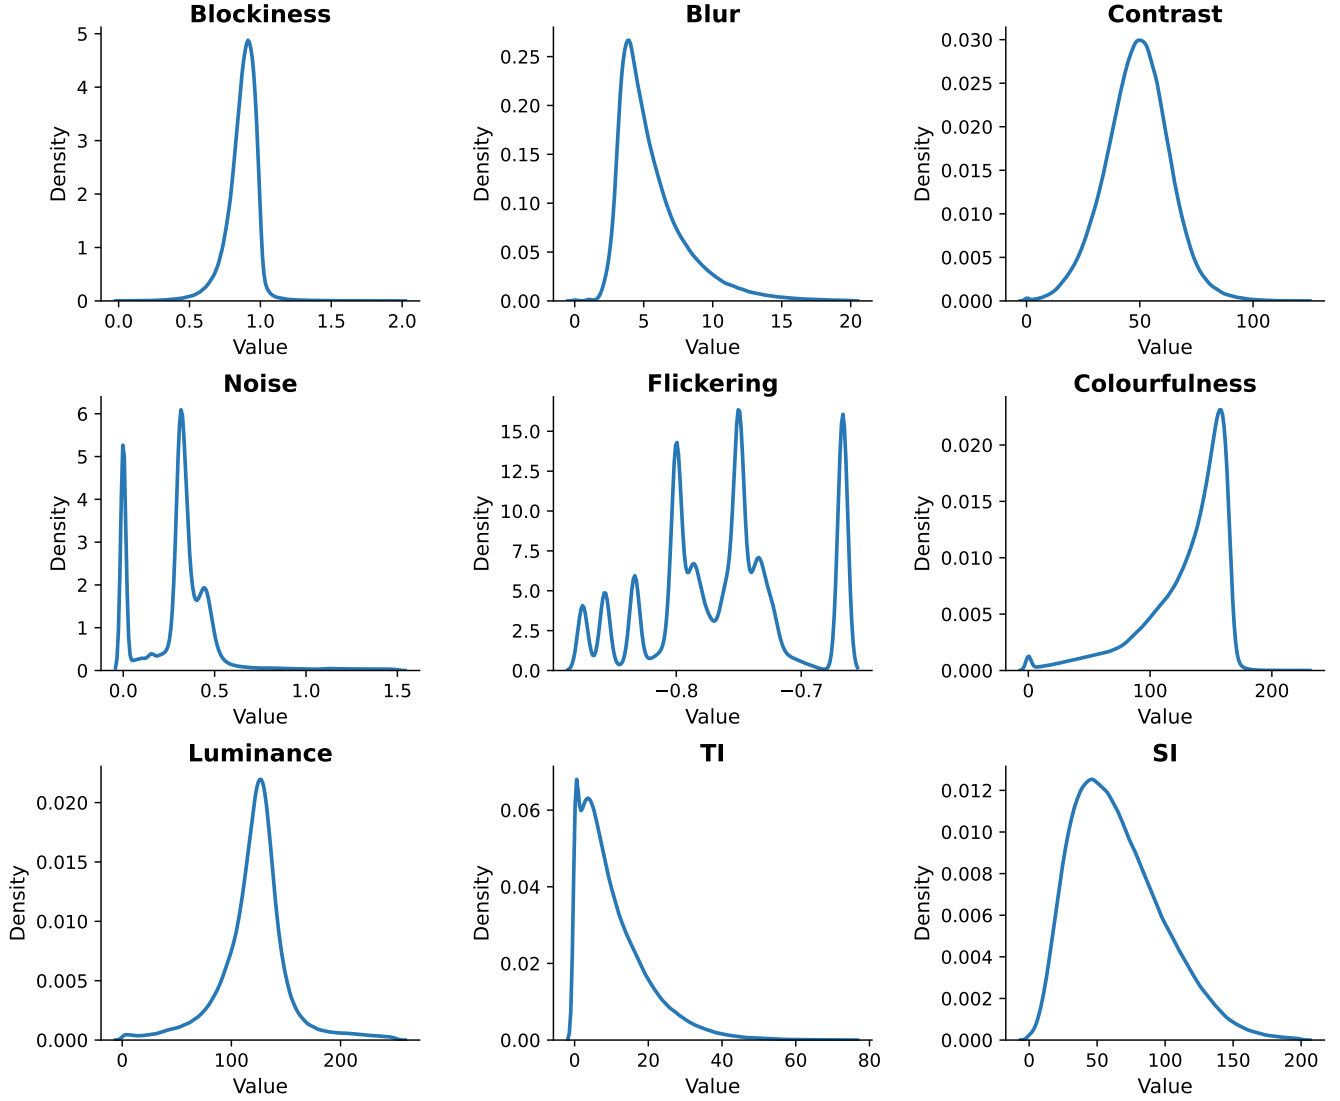 Blockiness
Density
5
4
3
2
1
0
0.0 0.5 1.0 1.5 2.0
Value
Blur
Density
0.25
0.20
0.15
0.10
0.05
0.00
0 5 10 15 20
Value
Contrast
Density
0.030
0.025
0.020
0.015
0.010
0.005
0.000
0 50 100
Value
Noise
Density
6
5
4
3
2
1
0
0.0 0.5 1.0 1.5
Value
Flickering
Density
15.0
12.5
10.0
7.5
5.0
2.5
0.0
−0.8 −0.7
Value
Colourfulness
Density
0.020
0.015
0.010
0.005
0.000
0 100 200
Value
Luminance
Density
0.020
0.015
0.010
0.005
0.000
0 100 200
Value
TI
Density
0.06
0.04
0.02
0.00
0 20 40 60 80
Value
SI
Density
0.012
0.010
0.008
0.006
0.004
0.002
0.000
0 50 100 150 200
Value